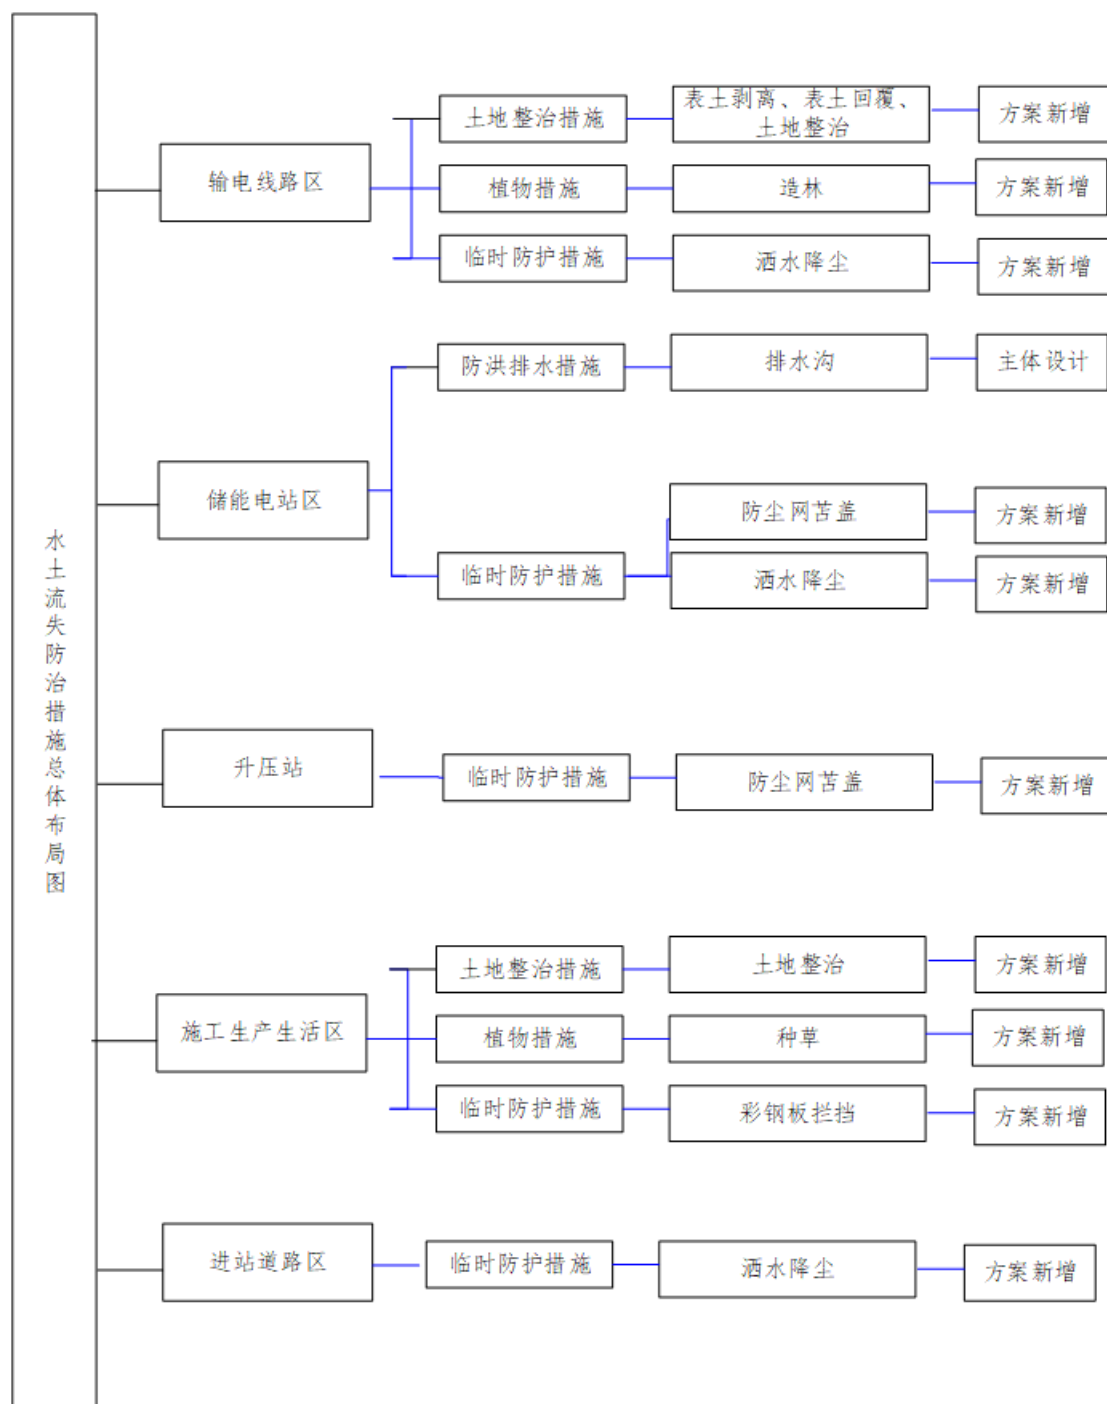 水土流失防治措施总体布局图
输电线路区
土地整治措施
表土剥离、表土回覆、
土地整治
方案新增
植物措施
造林
方案新增
临时防护措施
洒水降尘
方案新增
储能电站区
防洪排水措施
排水沟
主体设计
临时防护措施
防尘网苫盖
方案新增
洒水降尘
方案新增
升压站
临时防护措施
防尘网苫盖
方案新增
施工生产生活区
土地整治措施
土地整治
方案新增
植物措施
种草
方案新增
临时防护措施
彩钢板拦挡
方案新增
进站道路区
临时防护措施
洒水降尘
方案新增